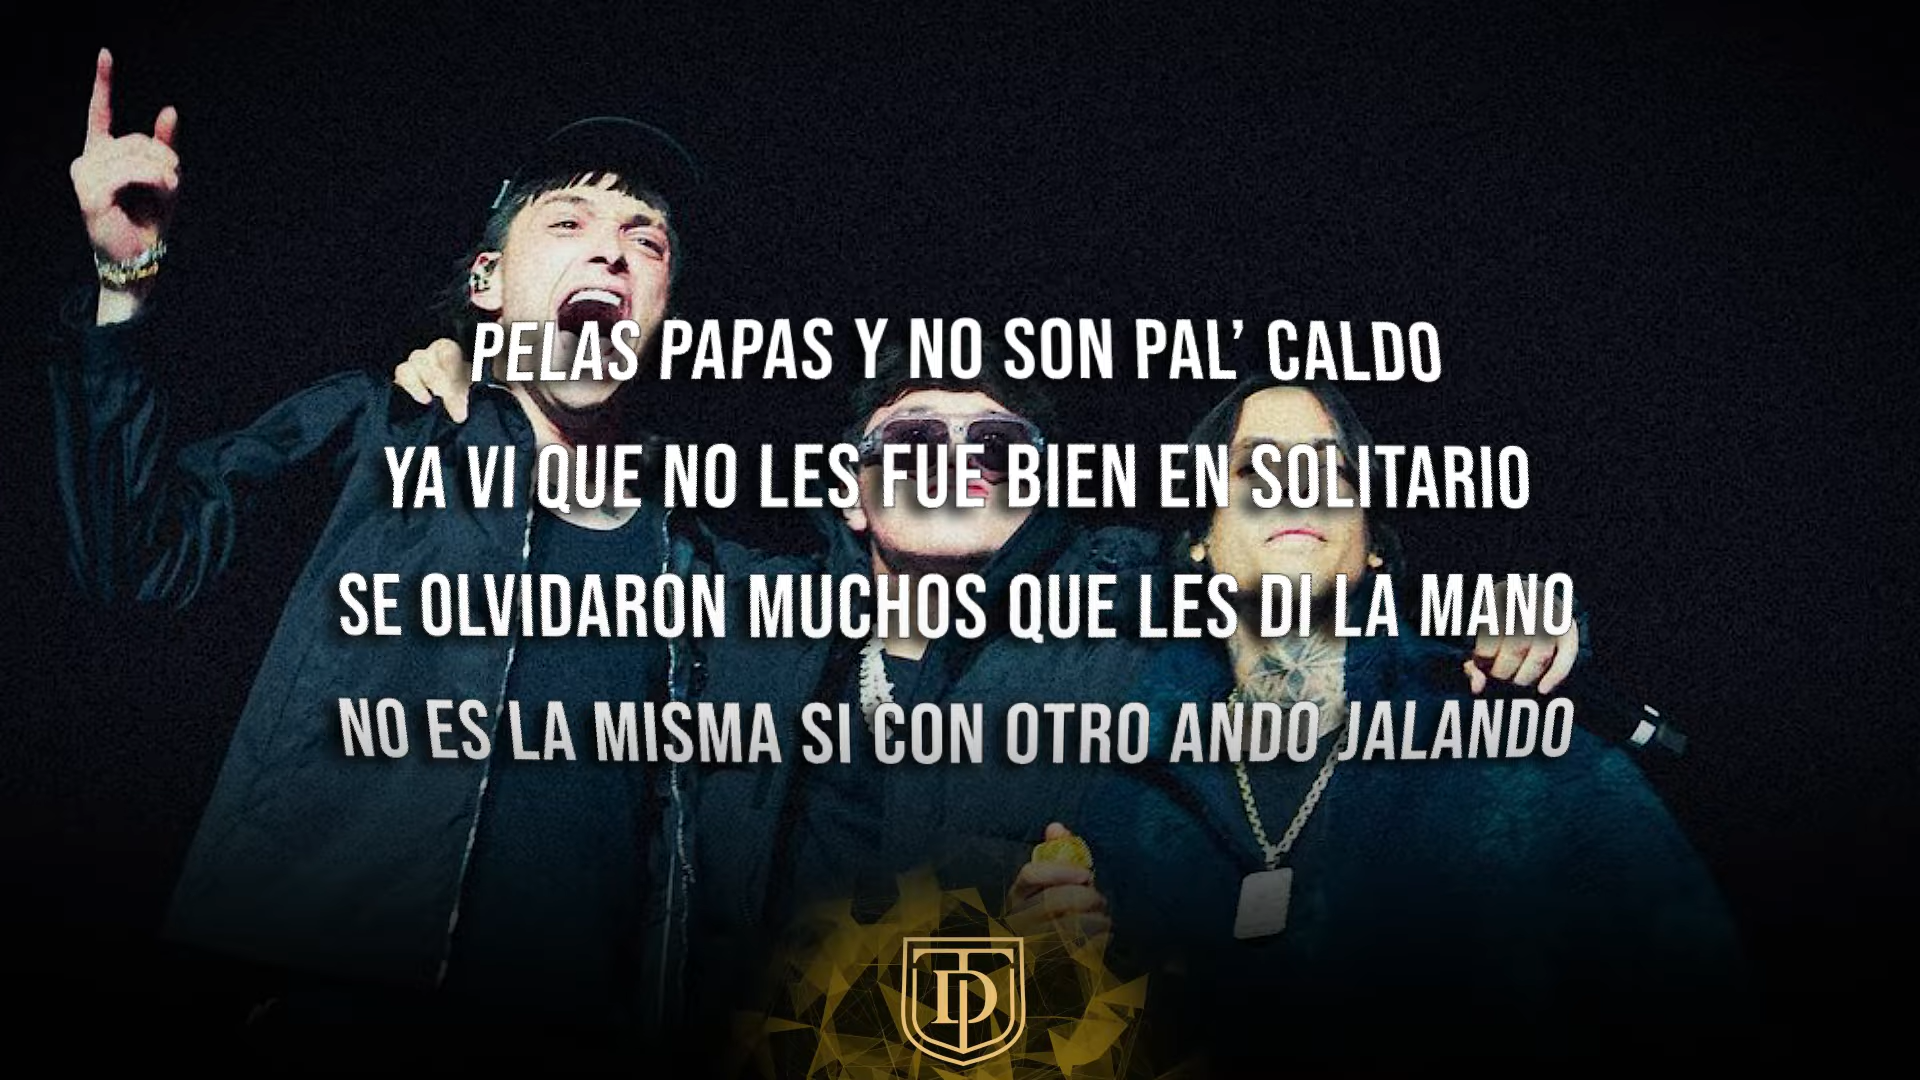 PELAS PAPAS Y NO SON PAL' CALDO
YA VI QUE NO LES FUE BIEN EN SOLITARIO
SE OLVIDARON MUCHOS QUE LES DI LA MANO
NO ES LA MISMA SI CON OTRO ANDO JALANDO